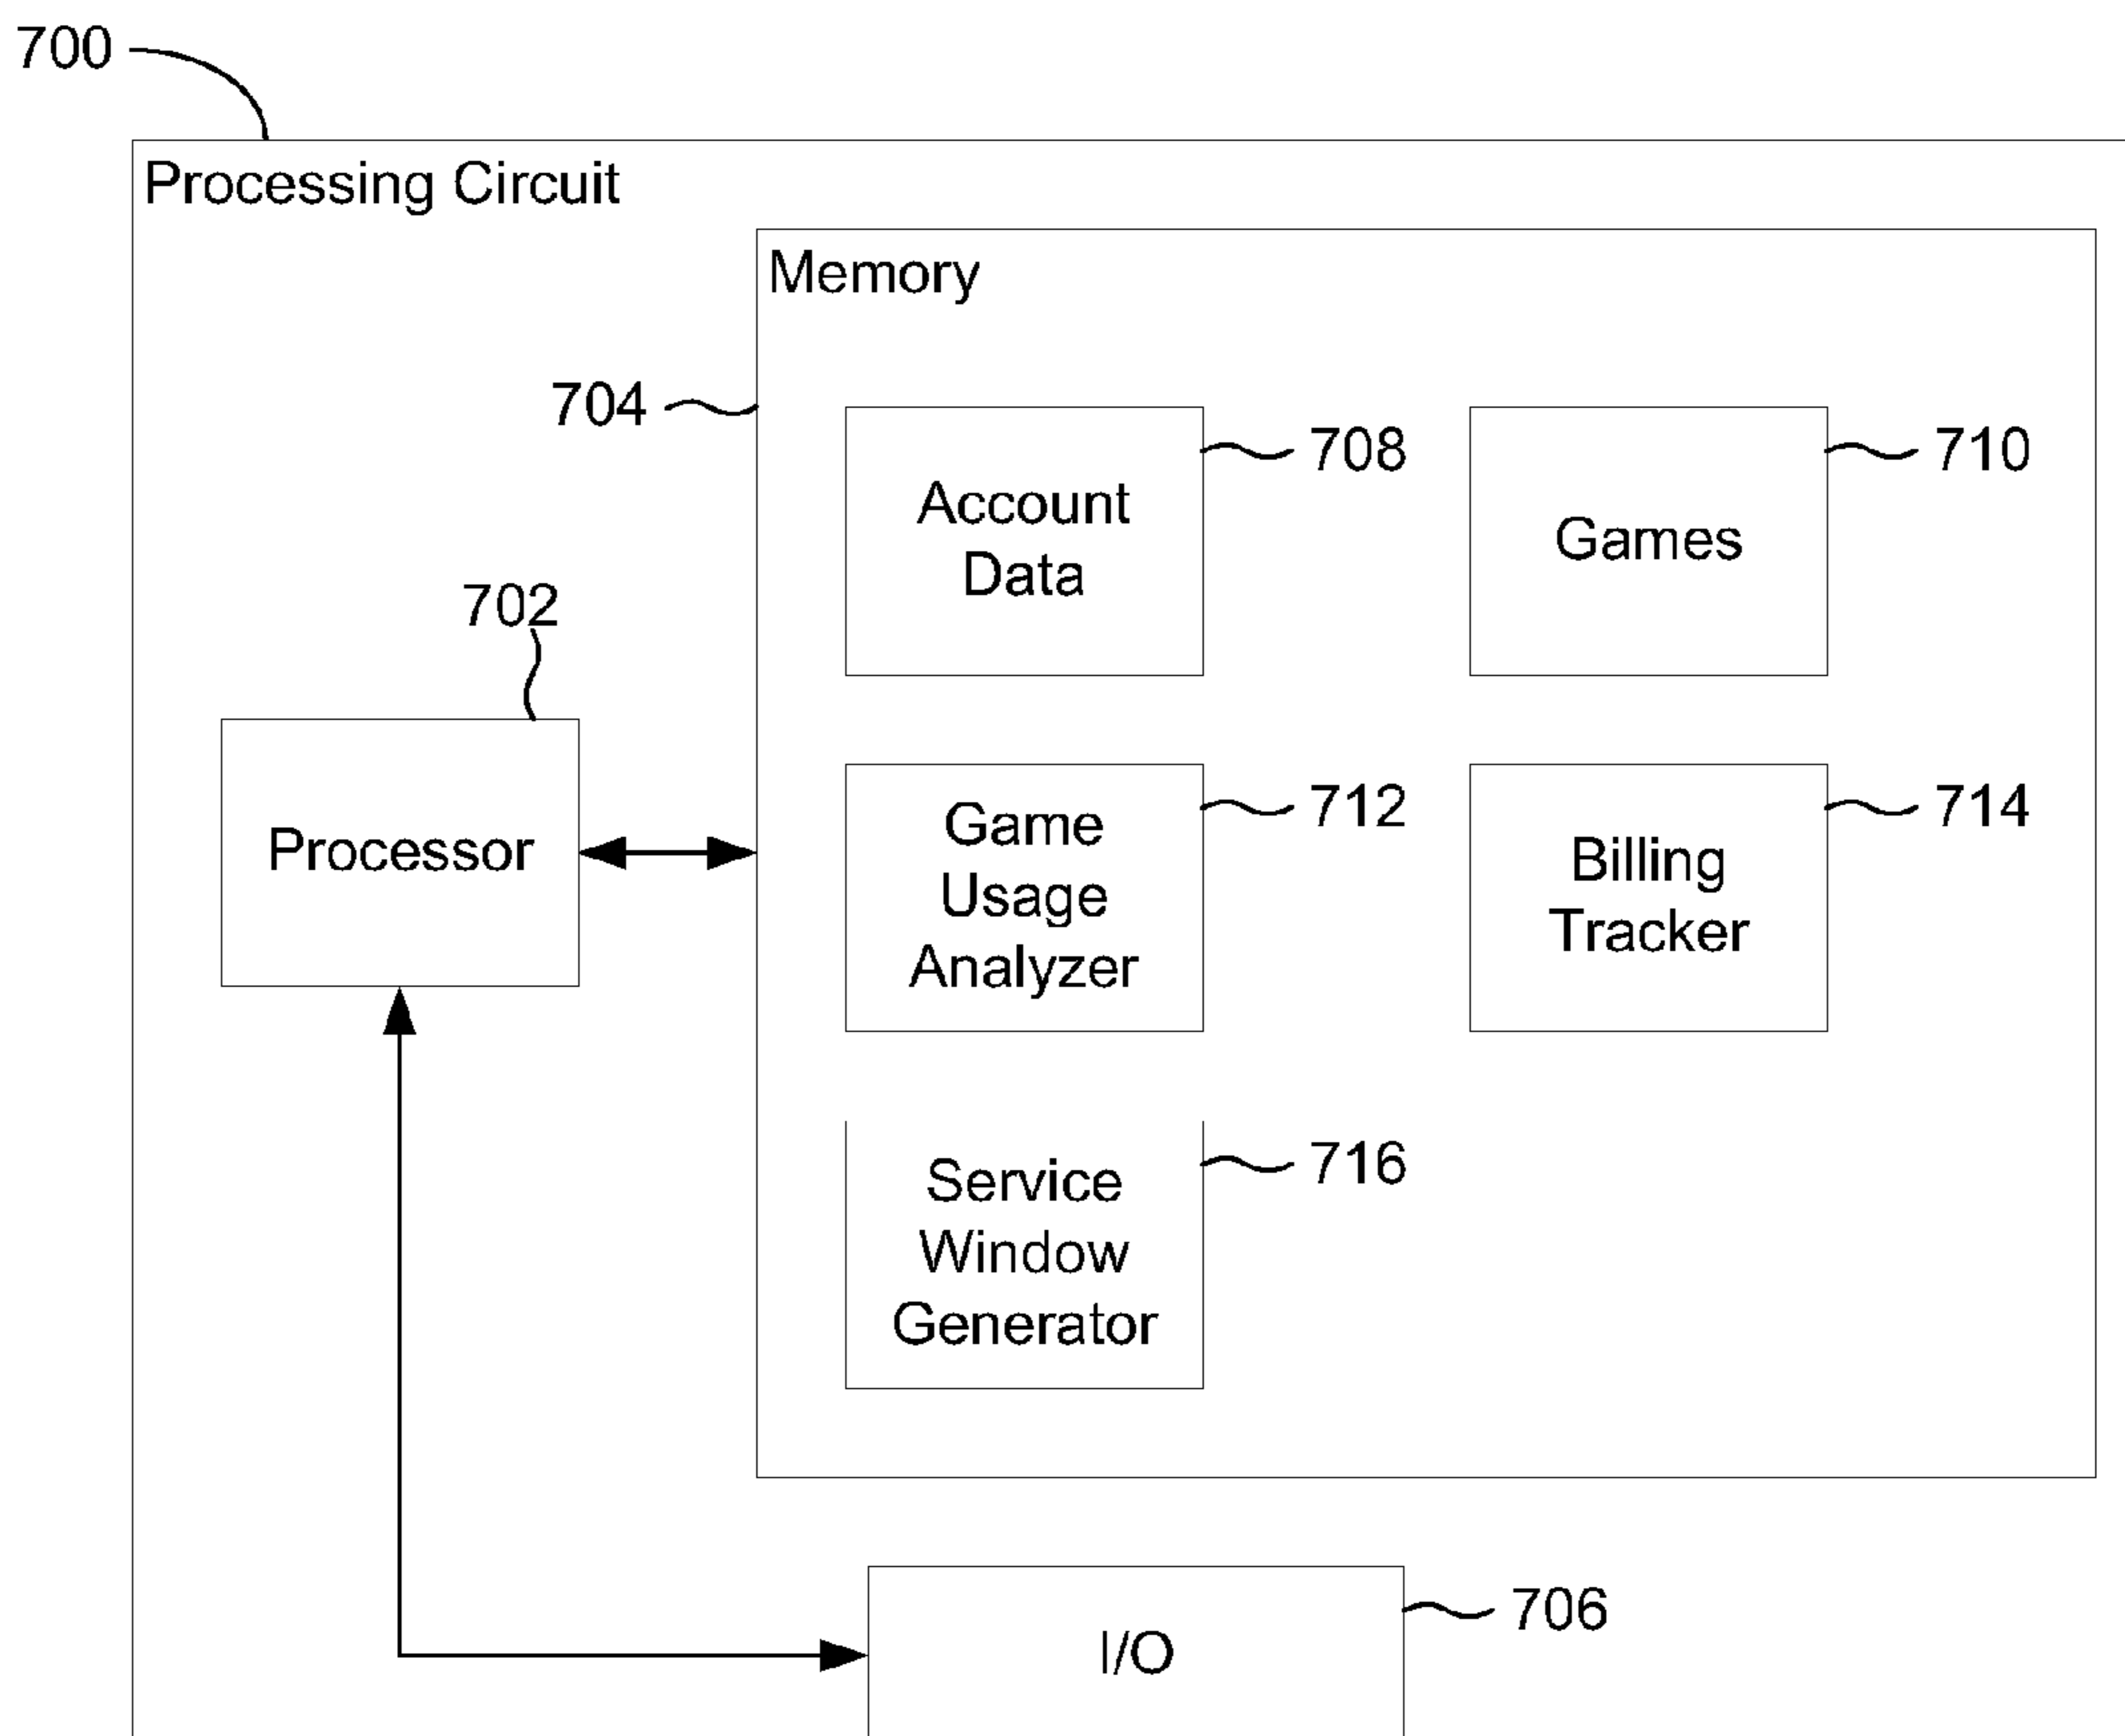 700
Processing Circuit
Memory
704
708
710
Account
Data
Games
702
712
714
Processor
Game
Usage
Analyzer
Billing
Tracker
716
Service
Window
Generator
706
I/O